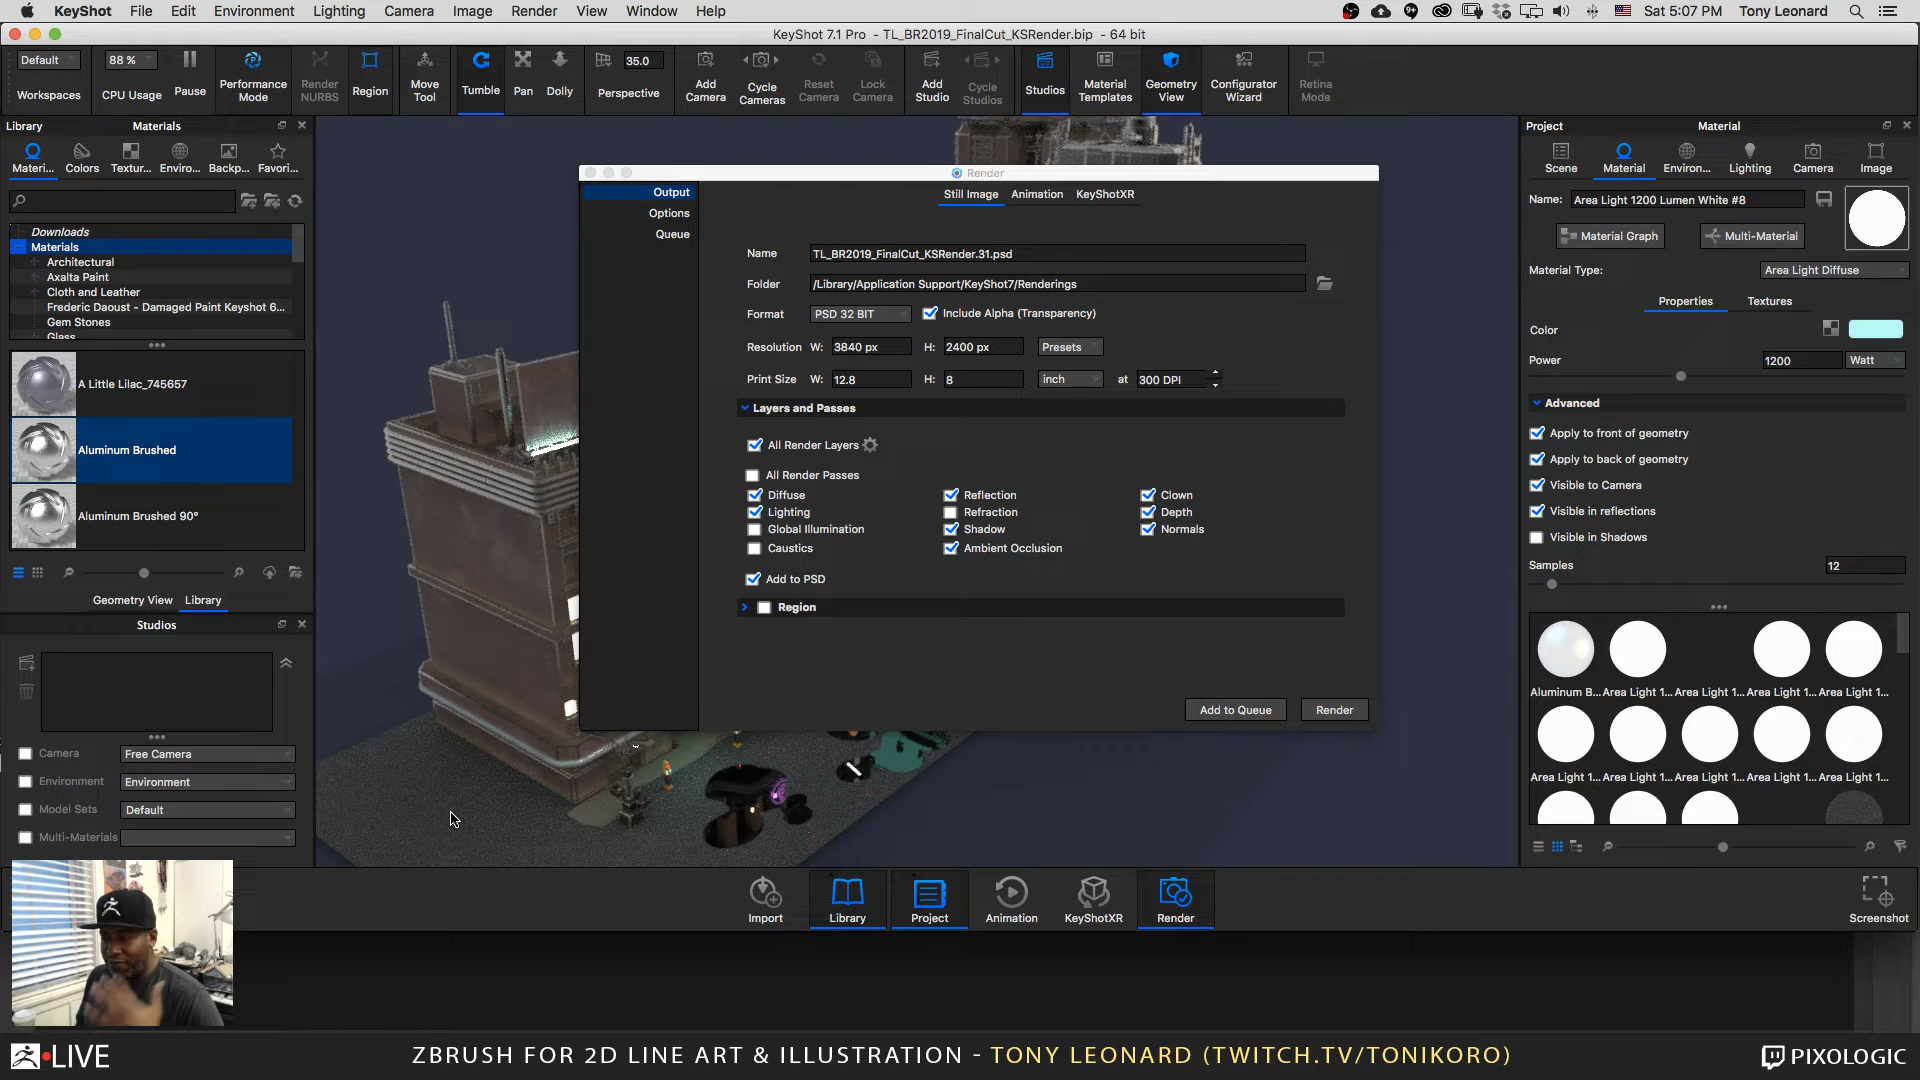 KeyShot File Edit Environment Lighting Camera Image Render View Window Help 9+ Sat 5:07 PM Tony Leonard
KeyShot 7.1 Pro - TL_BR2019_FinalCut_KSRender.bip - 64 bit
Default 88 % 35.0
Workspaces CPU Usage Pause Performance Mode Render NURBS Region Move Tool Tumble Pan Dolly Perspective Add Camera Cycle Cameras Reset Camera Lock Camera Add Studio Cycle Studios Studios Material Templates Geometry View Configurator Wizard Retina Mode
Library Materials
Materi... Colors Textur... Enviro... Backp... Favori...
Downloads
Materials
Architectural
Axalta Paint
Cloth and Leather
Frederic Daoust - Damaged Paint Keyshot 6...
Gem Stones
Glass
A Little Lilac_745657
Aluminum Brushed
Aluminum Brushed 90°
Geometry View Library
Studios
Camera Free Camera
Environment Environment
Model Sets Default
Multi-Materials
Render
Output
Options
Queue
Still Image Animation KeyShotXR
Name TL_BR2019_FinalCut_KSRender.31.psd
Folder /Library/Application Support/KeyShot7/Renderings
Format PSD 32 BIT Include Alpha (Transparency)
Resolution W: 3840 px H: 2400 px Presets
Print Size W: 12.8 H: 8 inch at 300 DPI
Layers and Passes
All Render Layers
All Render Passes
Diffuse Reflection Clown
Lighting Refraction Depth
Global Illumination Shadow Normals
Caustics Ambient Occlusion
Add to PSD
Region
Add to Queue Render
Project Material
Scene Material Environ... Lighting Camera Image
Name: Area Light 1200 Lumen White #8
Material Graph Multi-Material
Material Type: Area Light Diffuse
Properties Textures
Color
Power 1200 Watt
Advanced
Apply to front of geometry
Apply to back of geometry
Visible to Camera
Visible in reflections
Visible in Shadows
Samples 12
Aluminum B... Area Light 1... Area Light 1... Area Light 1... Area Light 1...
Area Light 1... Area Light 1... Area Light 1... Area Light 1... Area Light 1...
Import Library Project Animation KeyShotXR Render Screenshot
LIVE ZBRUSH FOR 2D LINE ART & ILLUSTRATION - TONY LEONARD (TWITCH.TV/TONIKORO) PIXOLOGIC